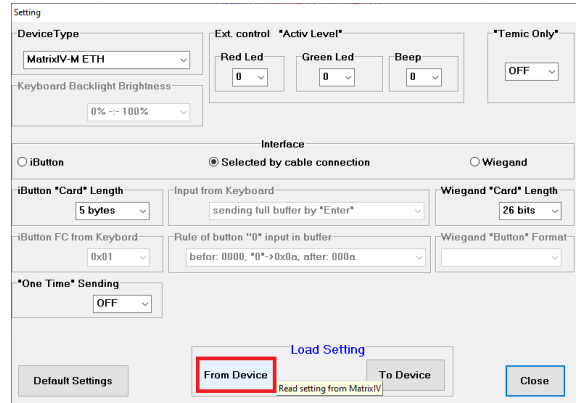 Setting
DeviceType
MatrixIV-M ETH
Ext. control "Activ Level"
Red Led
0
Green Led
0
Beep
0
"Temic Only"
OFF
Keyboard Backlight Brightness
0% -:- 100%
Interface
iButton
Selected by cable connection
Wiegand
iButton "Card" Length
5 bytes
Input from Keyboard
sending full buffer by "Enter"
Wiegand "Card" Length
26 bits
iButton FC from Keybord
0x01
Rule of button "0" input in buffer
befor: 0000, "0"->0x0a, after: 000a
Wiegand "Button" Format
"One Time" Sending
OFF
Load Setting
Default Settings
From Device
To Device
Close
Read setting from MatrixIV